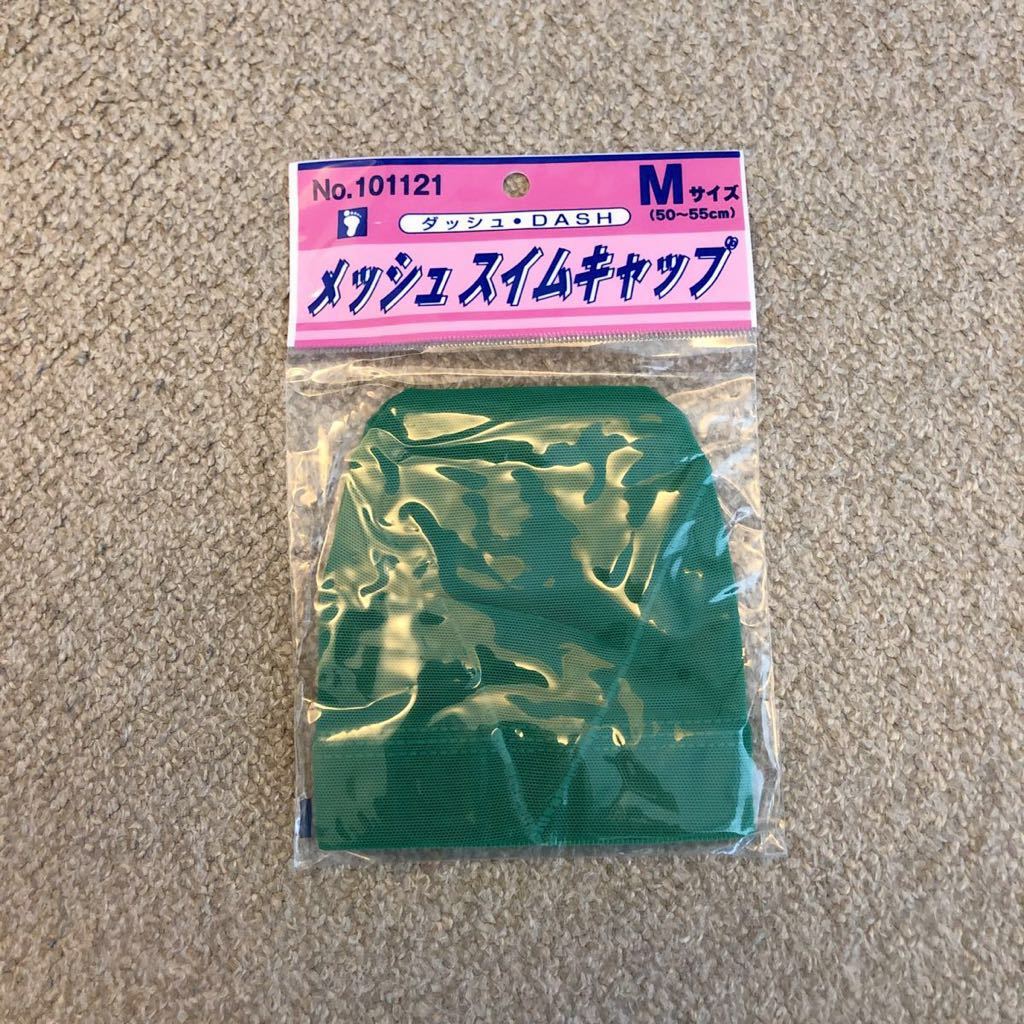 No.101121
Mサイズ
(50~55cm)
ダッシュ・DASH
メッシュ スイムキャップ®